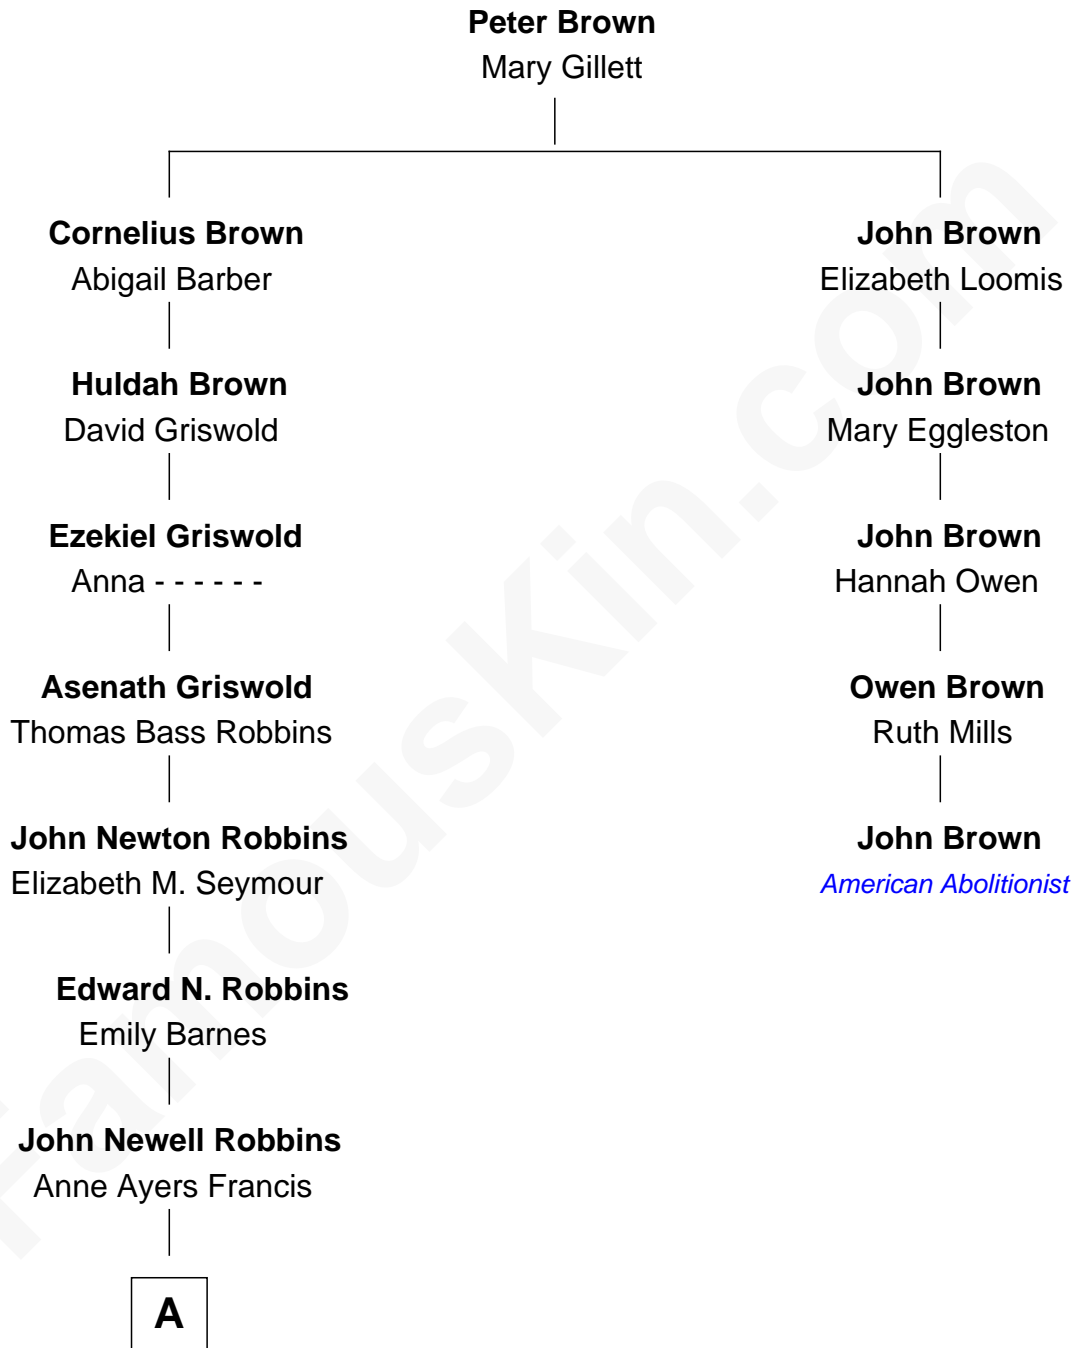 Peter Brown
Mary Gillett
Cornelius Brown
Abigail Barber
John Brown
Elizabeth Loomis
Huldah Brown
David Griswold
John Brown
Mary Eggleston
Ezekiel Griswold
Anna - - - - - -
John Brown
Hannah Owen
Asenath Griswold
Thomas Bass Robbins
Owen Brown
Ruth Mills
John Newton Robbins
Elizabeth M. Seymour
John Brown
American Abolitionist
Edward N. Robbins
Emily Barnes
John Newell Robbins
Anne Ayers Francis
A
FamousKin.com